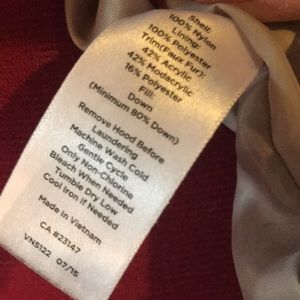 Shell:
100% Nylon
Lining:
100% Polyester
Trim(Faux Fur):
42% Acrylic
42% Modacrylic
16% Polyester
Fill:
Down
(Minimum 80% Down)
Remove Hood Before
Laundering
Machine Wash Cold
Gentle Cycle
Only Non-Chlorine
Bleach When Needed
Tumble Dry Low
Cool Iron if Needed
Made in Vietnam
CA #23147
VN5122 07/15